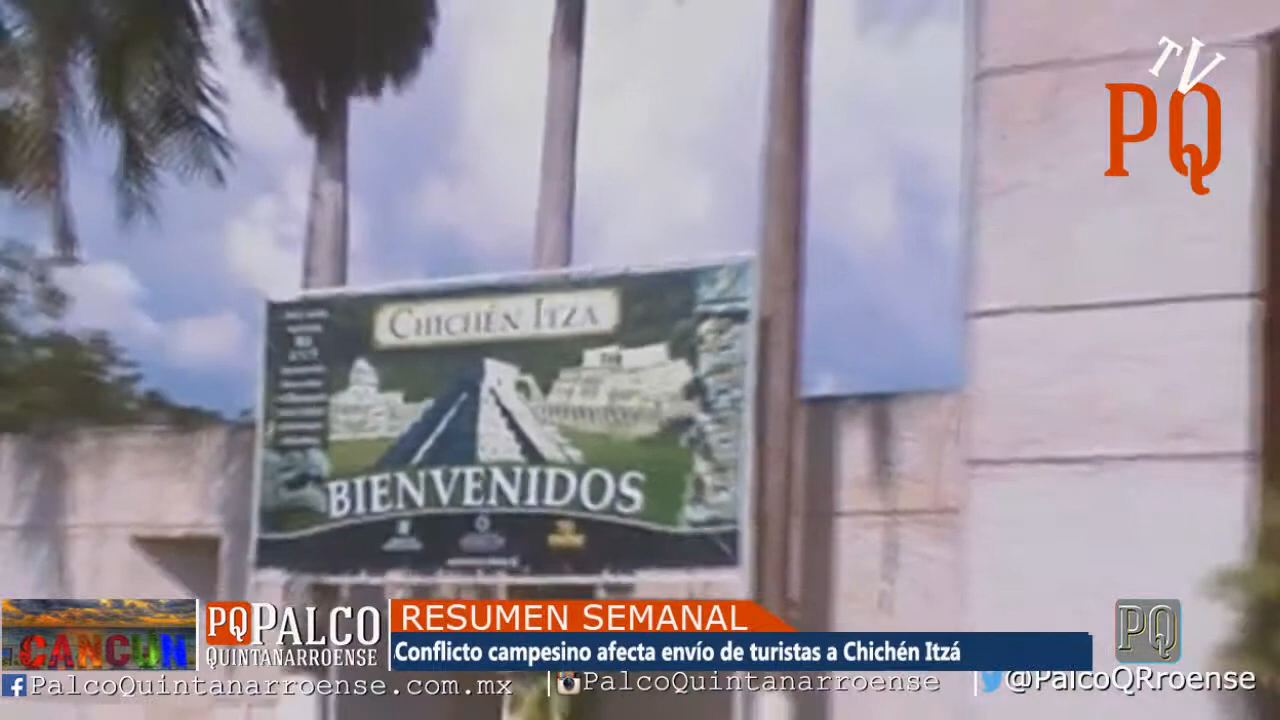 TV
PQ
CHICHÉN ITZA
BIENVENIDOS
CANCUN
PQ PALCO
QUINTANARROENSE
RESUMEN SEMANAL
Conflicto campesino afecta envío de turistas a Chichén Itzá
PQ
PalcoQuintanarroense.com.mx
PalcoQuintanarroense
@PalcoQRroense